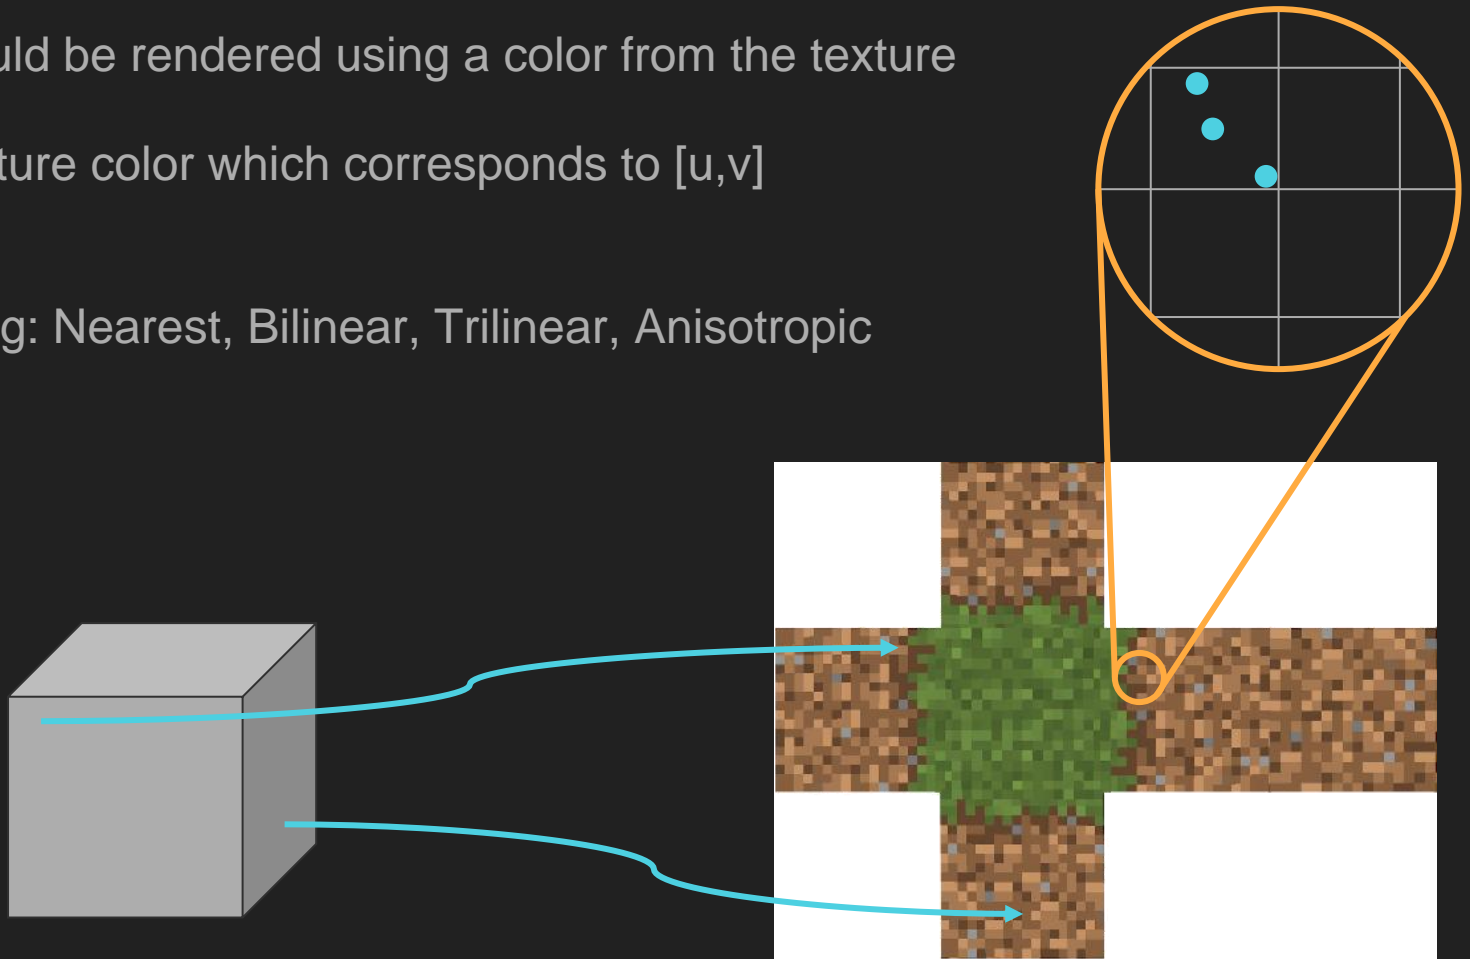 uld be rendered using a color from the texture
ture color which corresponds to [u,v]
g: Nearest, Bilinear, Trilinear, Anisotropic